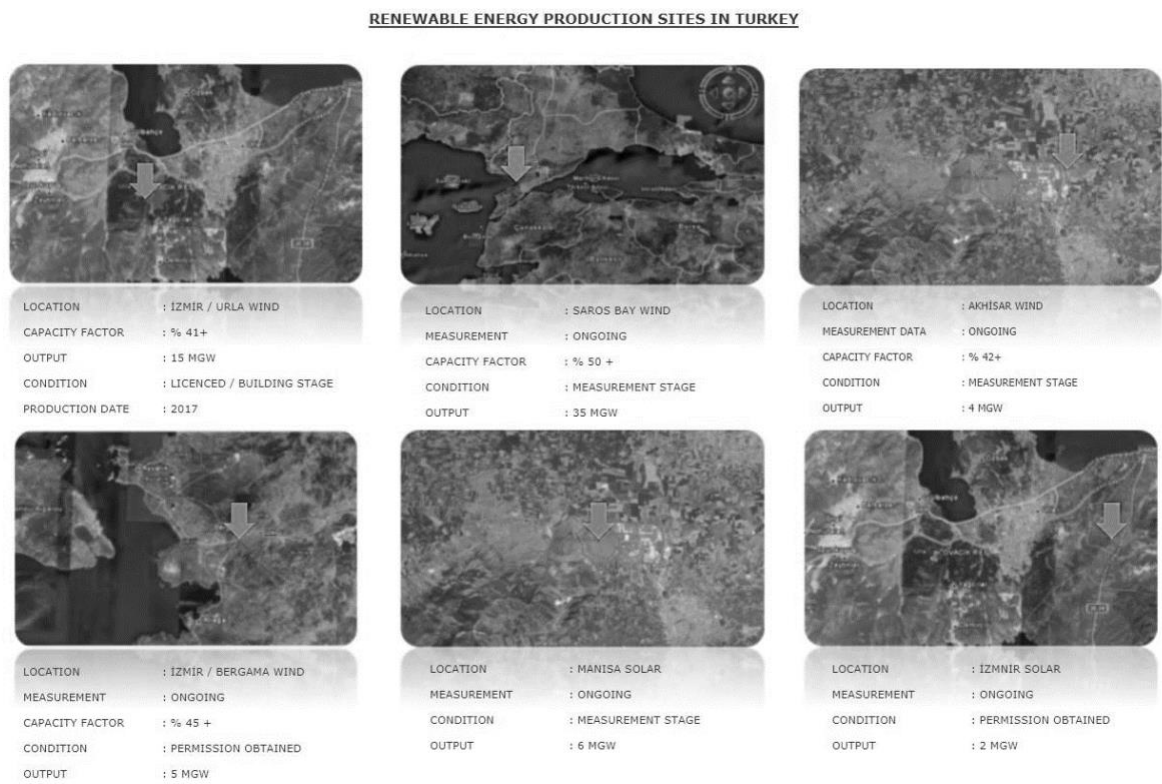 RENEWABLE ENERGY PRODUCTION SITES IN TURKEY
LOCATION : İZMİR / URLA WIND
CAPACITY FACTOR : % 41+
OUTPUT : 15 MGW
CONDITION : LICENCED / BUILDING STAGE
PRODUCTION DATE : 2017
LOCATION : SAROS BAY WIND
MEASUREMENT : ONGOING
CAPACITY FACTOR : % 50 +
CONDITION : MEASUREMENT STAGE
OUTPUT : 35 MGW
LOCATION : AKHİSAR WIND
MEASUREMENT DATA : ONGOING
CAPACITY FACTOR : % 42+
CONDITION : MEASUREMENT STAGE
OUTPUT : 4 MGW
LOCATION : İZMİR / BERGAMA WIND
MEASUREMENT : ONGOING
CAPACITY FACTOR : % 45 +
CONDITION : PERMISSION OBTAINED
OUTPUT : 5 MGW
LOCATION : MANISA SOLAR
MEASUREMENT : ONGOING
CONDITION : MEASUREMENT STAGE
OUTPUT : 6 MGW
LOCATION : İZMNIR SOLAR
MEASUREMENT : ONGOING
CONDITION : PERMISSION OBTAINED
OUTPUT : 2 MGW